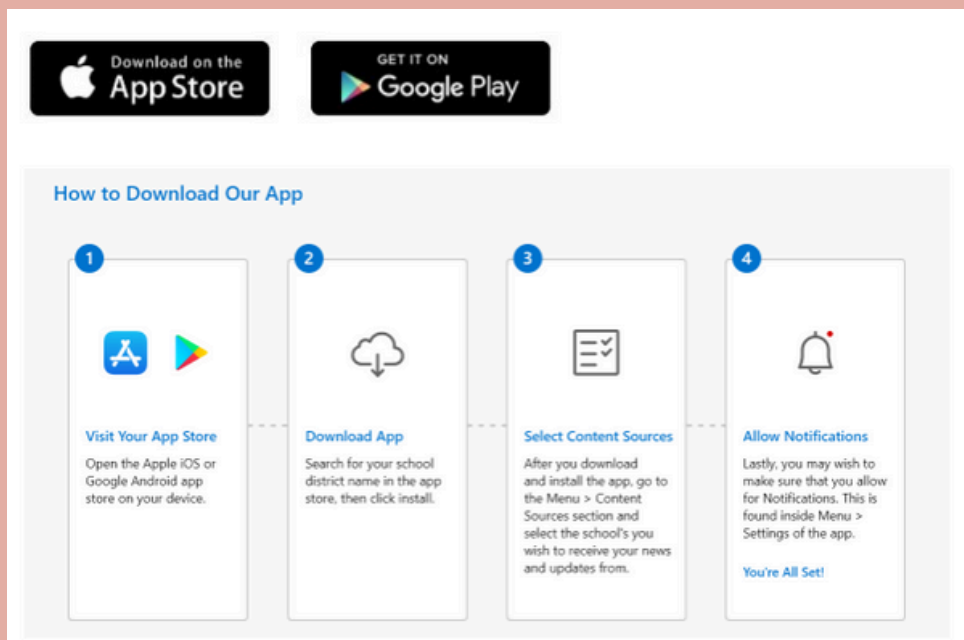 Download on the
App Store
GET IT ON
Google Play
How to Download Our App
1
Visit Your App Store
Open the Apple iOS or
Google Android app
store on your device.
2
Download App
Search for your school
district name in the app
store, then click install.
3
Select Content Sources
After you download
and install the app, go to
the Menu > Content
Sources section and
select the school's you
wish to receive your news
and updates from.
4
Allow Notifications
Lastly, you may wish to
make sure that you allow
for Notifications. This is
found inside Menu >
Settings of the app.
You're All Set!